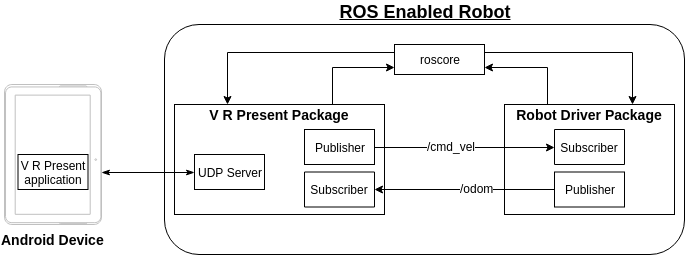 ROS Enabled Robot
roscore
V R Present Package
Robot Driver Package
Publisher
/cmd_vel
Subscriber
V R Present
application
UDP Server
Subscriber
/odom
Publisher
Android Device